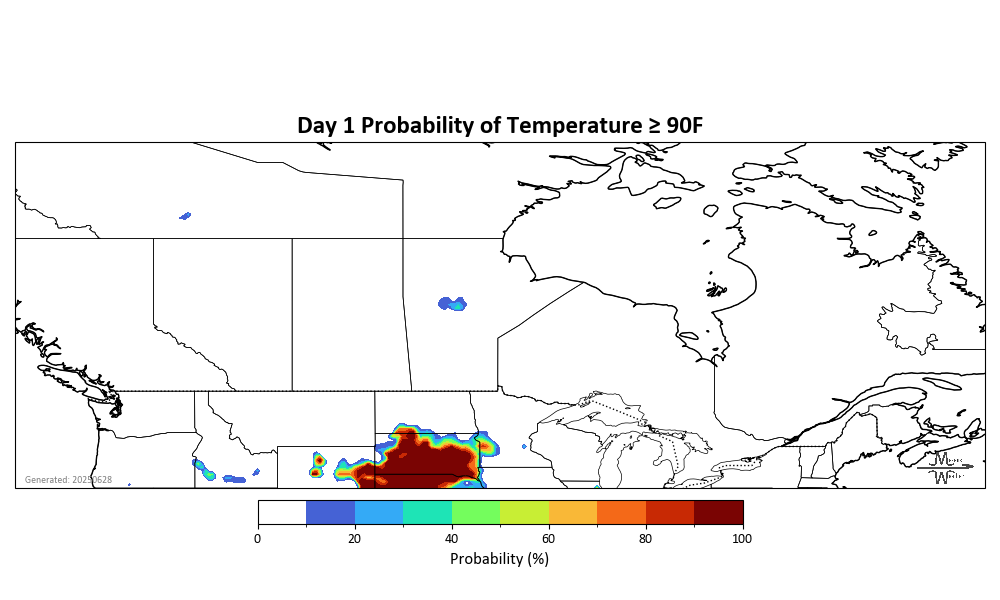 Day 1 Probability of Temperature ≥ 90F
Generated: 20250628
0 20 40 60 80 100
Probability (%)